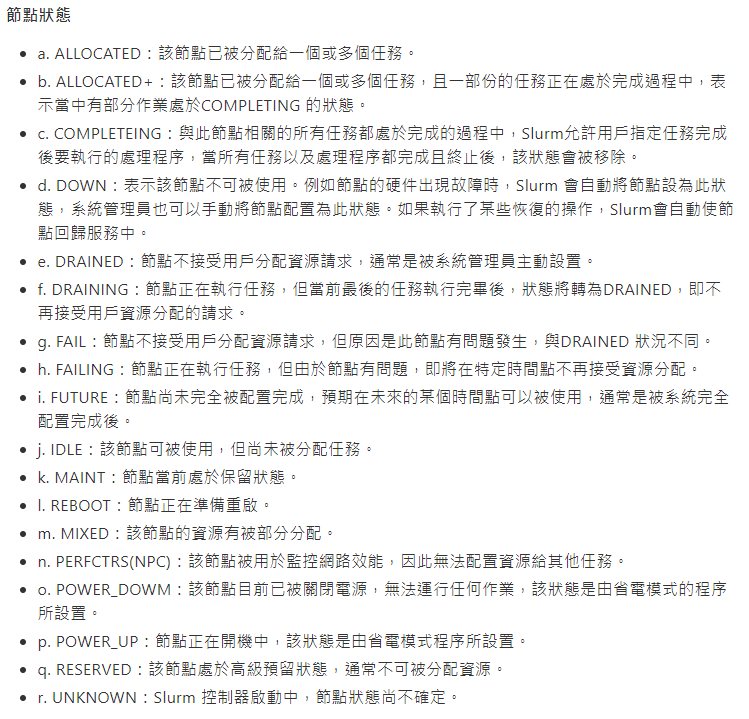 節點狀態
• a. ALLOCATED：該節點已被分配給一個或多個任務。
• b. ALLOCATED+：該節點已被分配給一個或多個任務，且一部份的任務正在處於完成過程中，表
示當中有部分作業處於COMPLETING 的狀態。
• c. COMPLETEING：與此節點相關的所有任務都處於完成的過程中，Slurm允許用戶指定任務完成
後要執行的處理程序，當所有任務以及處理程序都完成且終止後，該狀態會被移除。
• d. DOWN：表示該節點不可被使用。例如節點的硬件出現故障時，Slurm 會自動將節點設為此狀
態，系統管理員也可以手動將節點配置為此狀態。如果執行了某些恢復的操作，Slurm會自動使節
點回歸服務中。
• e. DRAINED：節點不接受用戶分配資源請求，通常是被系統管理員主動設置。
• f. DRAINING：節點正在執行任務，但當前最後的任務執行完畢後，狀態將轉為DRAINED，即不
再接受用戶資源分配的請求。
• g. FAIL：節點不接受用戶分配資源請求，但原因是此節點有問題發生，與DRAINED 狀況不同。
• h. FAILING：節點正在執行任務，但由於節點有問題，即將在特定時間點不再接受資源分配。
• i. FUTURE：節點尚未完全被配置完成，預期在未來的某個時間點可以被使用，通常是被系統完全
配置完成後。
• j. IDLE：該節點可被使用，但尚未被分配任務。
• k. MAINT：節點當前處於保留狀態。
• l. REBOOT：節點正在準備重啟。
• m. MIXED：該節點的資源有被部分分配。
• n. PERFCTRS(NPC)：該節點被用於監控網路效能，因此無法配置資源給其他任務。
• o. POWER_DOWM：該節點目前已被關閉電源，無法運行任何作業，該狀態是由省電模式的程序
所設置。
• p. POWER_UP：節點正在開機中，該狀態是由省電模式程序所設置。
• q. RESERVED：該節點處於高級預留狀態，通常不可被分配資源。
• r. UNKNOWN：Slurm 控制器啟動中，節點狀態尚不確定。